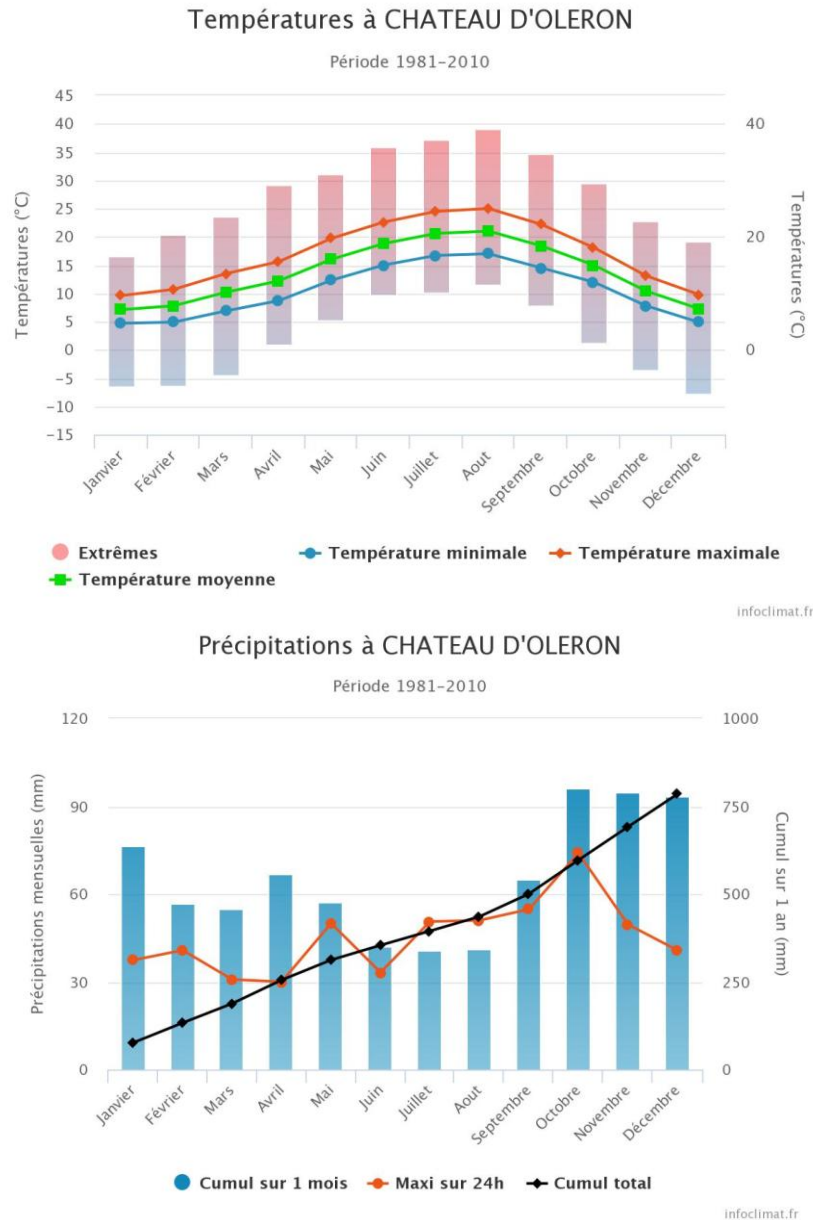 Températures à CHATEAU D'OLERON
Période 1981-2010
Températures (°C)
45
40
35
30
25
20
15
10
5
0
-5
-10
-15
40
20
0
Températures (°C)
Janvier
Février
Mars
Avril
Mai
Juin
Juillet
Aout
Septembre
Octobre
Novembre
Décembre
Extrêmes
Température minimale
Température maximale
Température moyenne
infoclimat.fr
Précipitations à CHATEAU D'OLERON
Période 1981-2010
Précipitations mensuelles (mm)
120
90
60
30
0
1000
750
500
250
0
Cumul sur 1 an (mm)
Janvier
Février
Mars
Avril
Mai
Juin
Juillet
Aout
Septembre
Octobre
Novembre
Décembre
Cumul sur 1 mois
Maxi sur 24h
Cumul total
infoclimat.fr